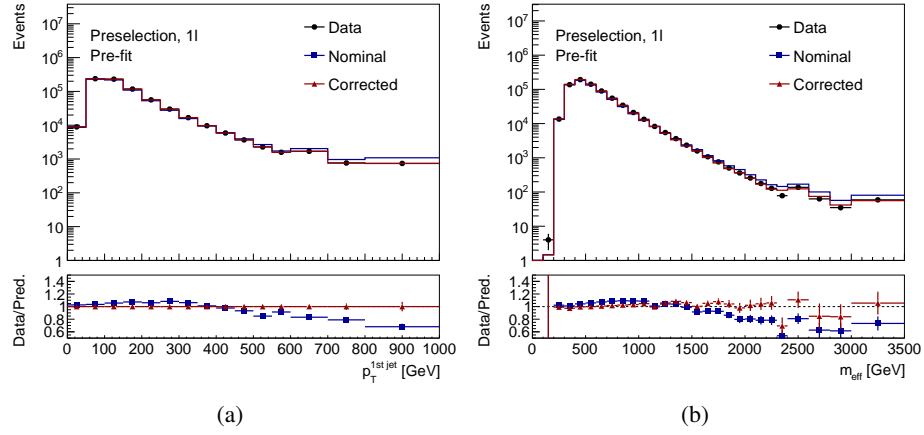 Events
10^7
10^6
10^5
10^4
10^3
10^2
10
1
Preselection, 1l
Pre-fit
Data
Nominal
Corrected
Data/Pred.
1.4
1.2
1
0.8
0.6
0 100 200 300 400 500 600 700 800 900 1000
p_T^{1st jet} [GeV]
(a)
Events
10^7
10^6
10^5
10^4
10^3
10^2
10
1
Preselection, 1l
Pre-fit
Data
Nominal
Corrected
Data/Pred.
1.4
1.2
1
0.8
0.6
0 500 1000 1500 2000 2500 3000 3500
m_eff [GeV]
(b)